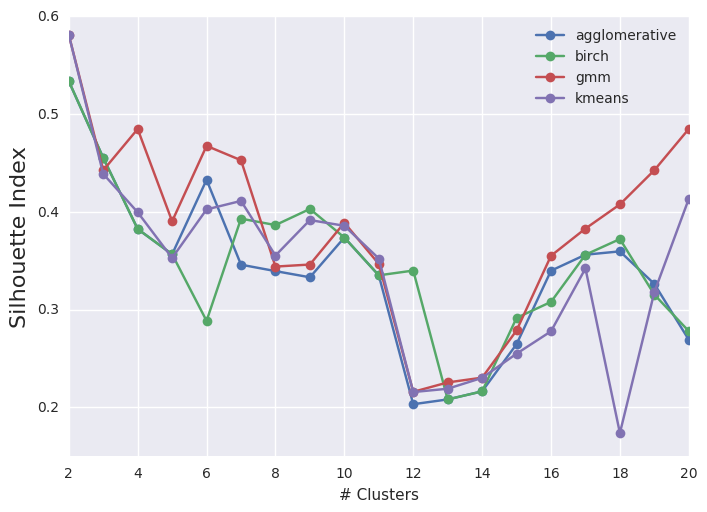 0.6
0.5
0.4
0.3
0.2
Silhouette Index
agglomerative
birch
gmm
kmeans
2 4 6 8 10 12 14 16 18 20
# Clusters